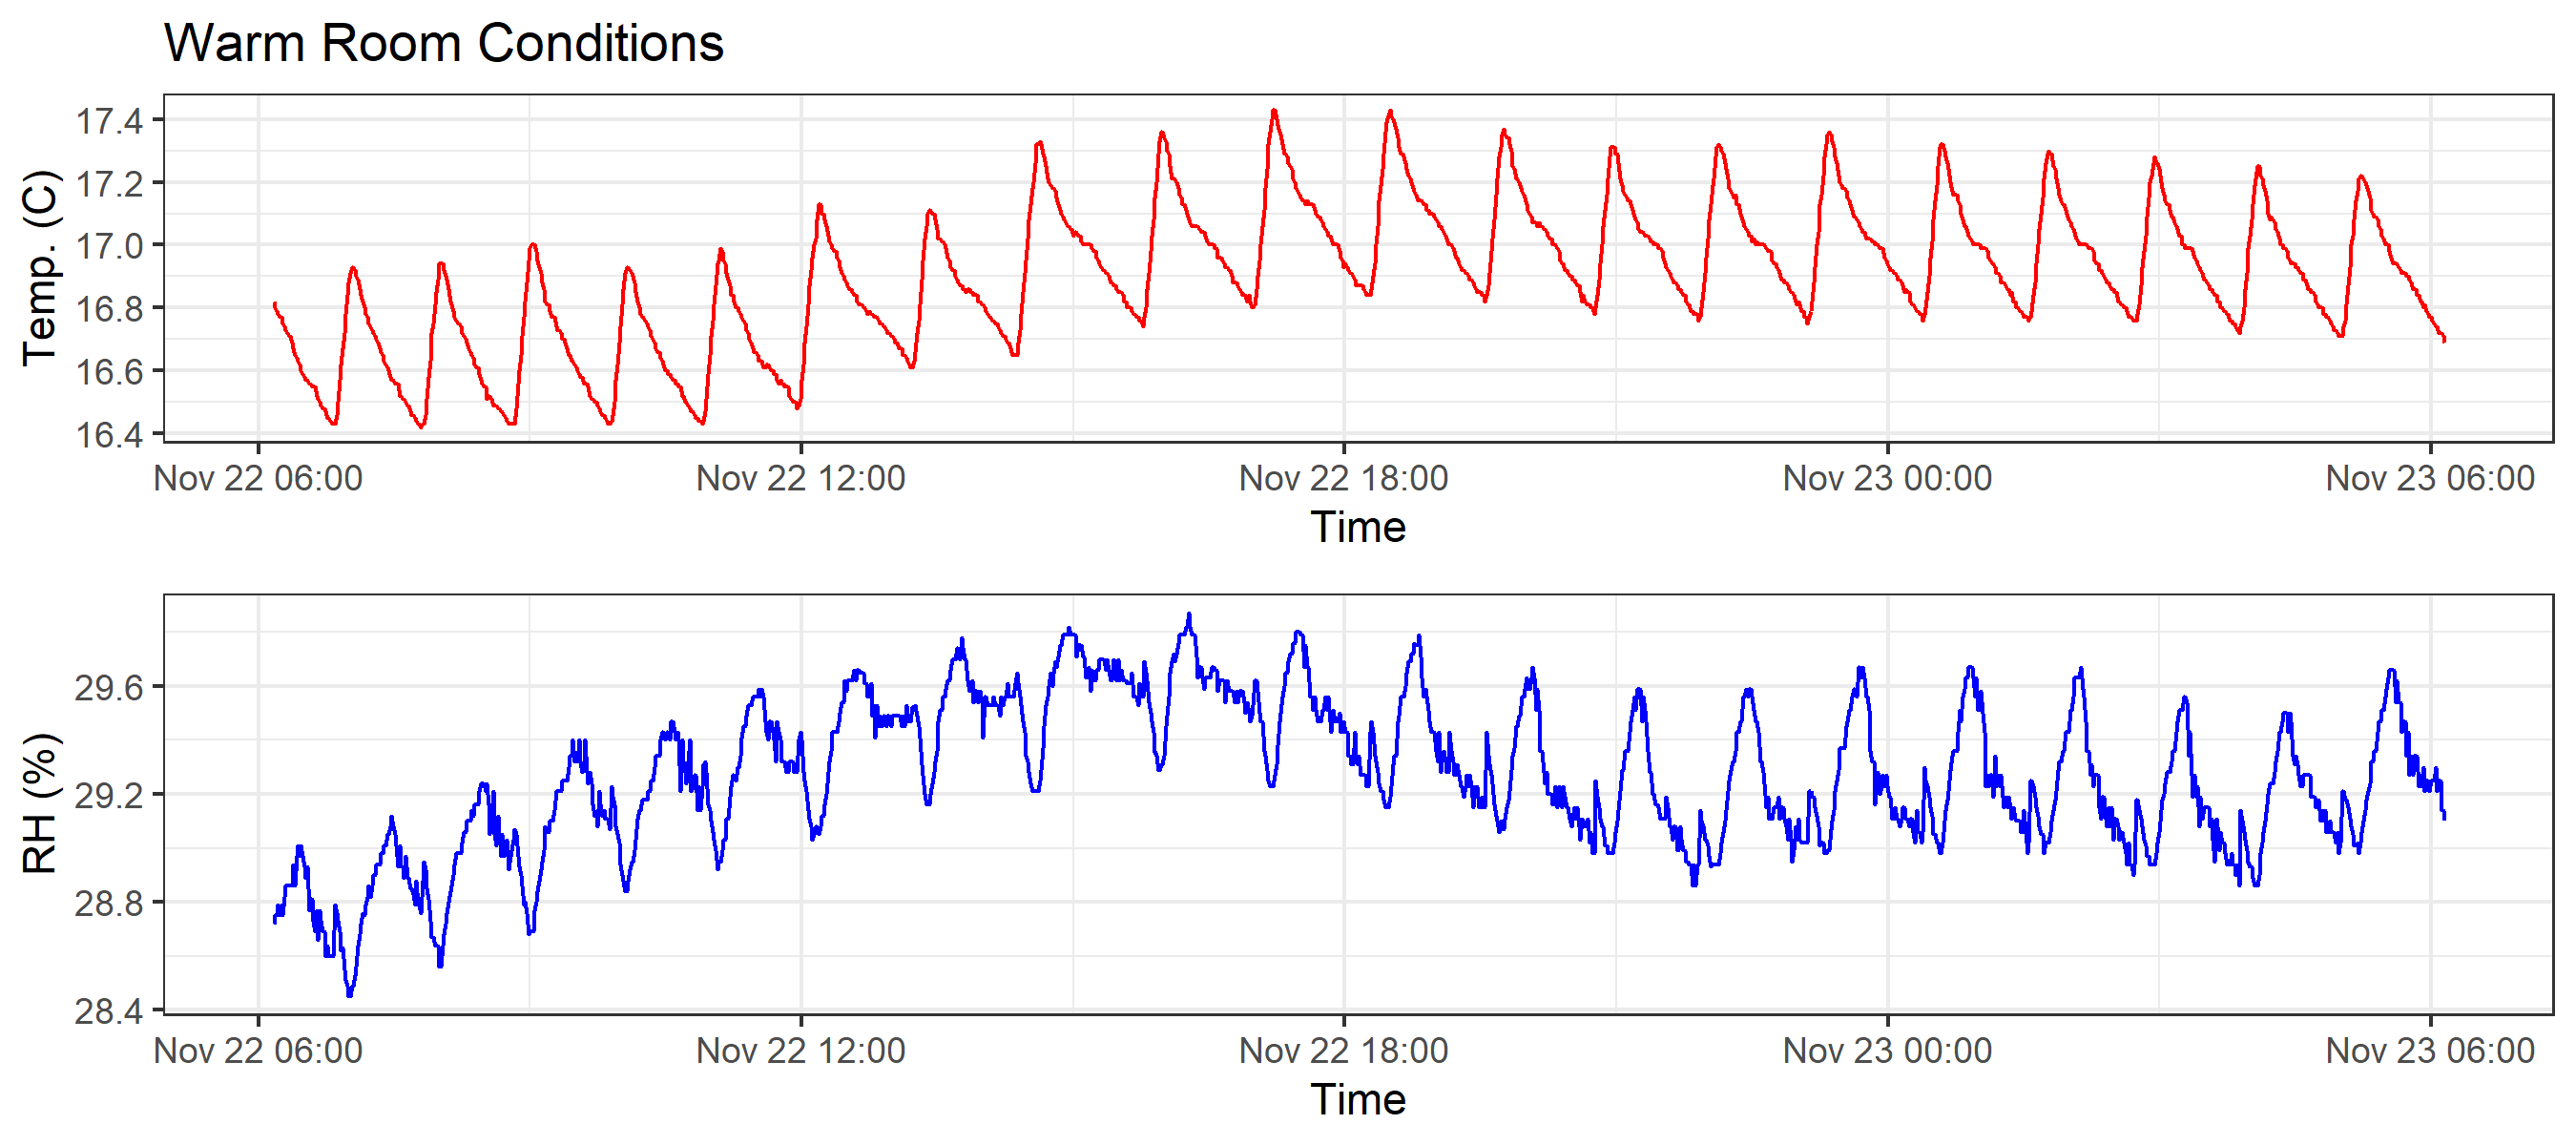 Warm Room Conditions
Temp. (C)
17.4
17.2
17.0
16.8
16.6
16.4
Nov 22 06:00 Nov 22 12:00 Nov 22 18:00 Nov 23 00:00 Nov 23 06:00
Time
RH (%)
29.6
29.2
28.8
28.4
Nov 22 06:00 Nov 22 12:00 Nov 22 18:00 Nov 23 00:00 Nov 23 06:00
Time